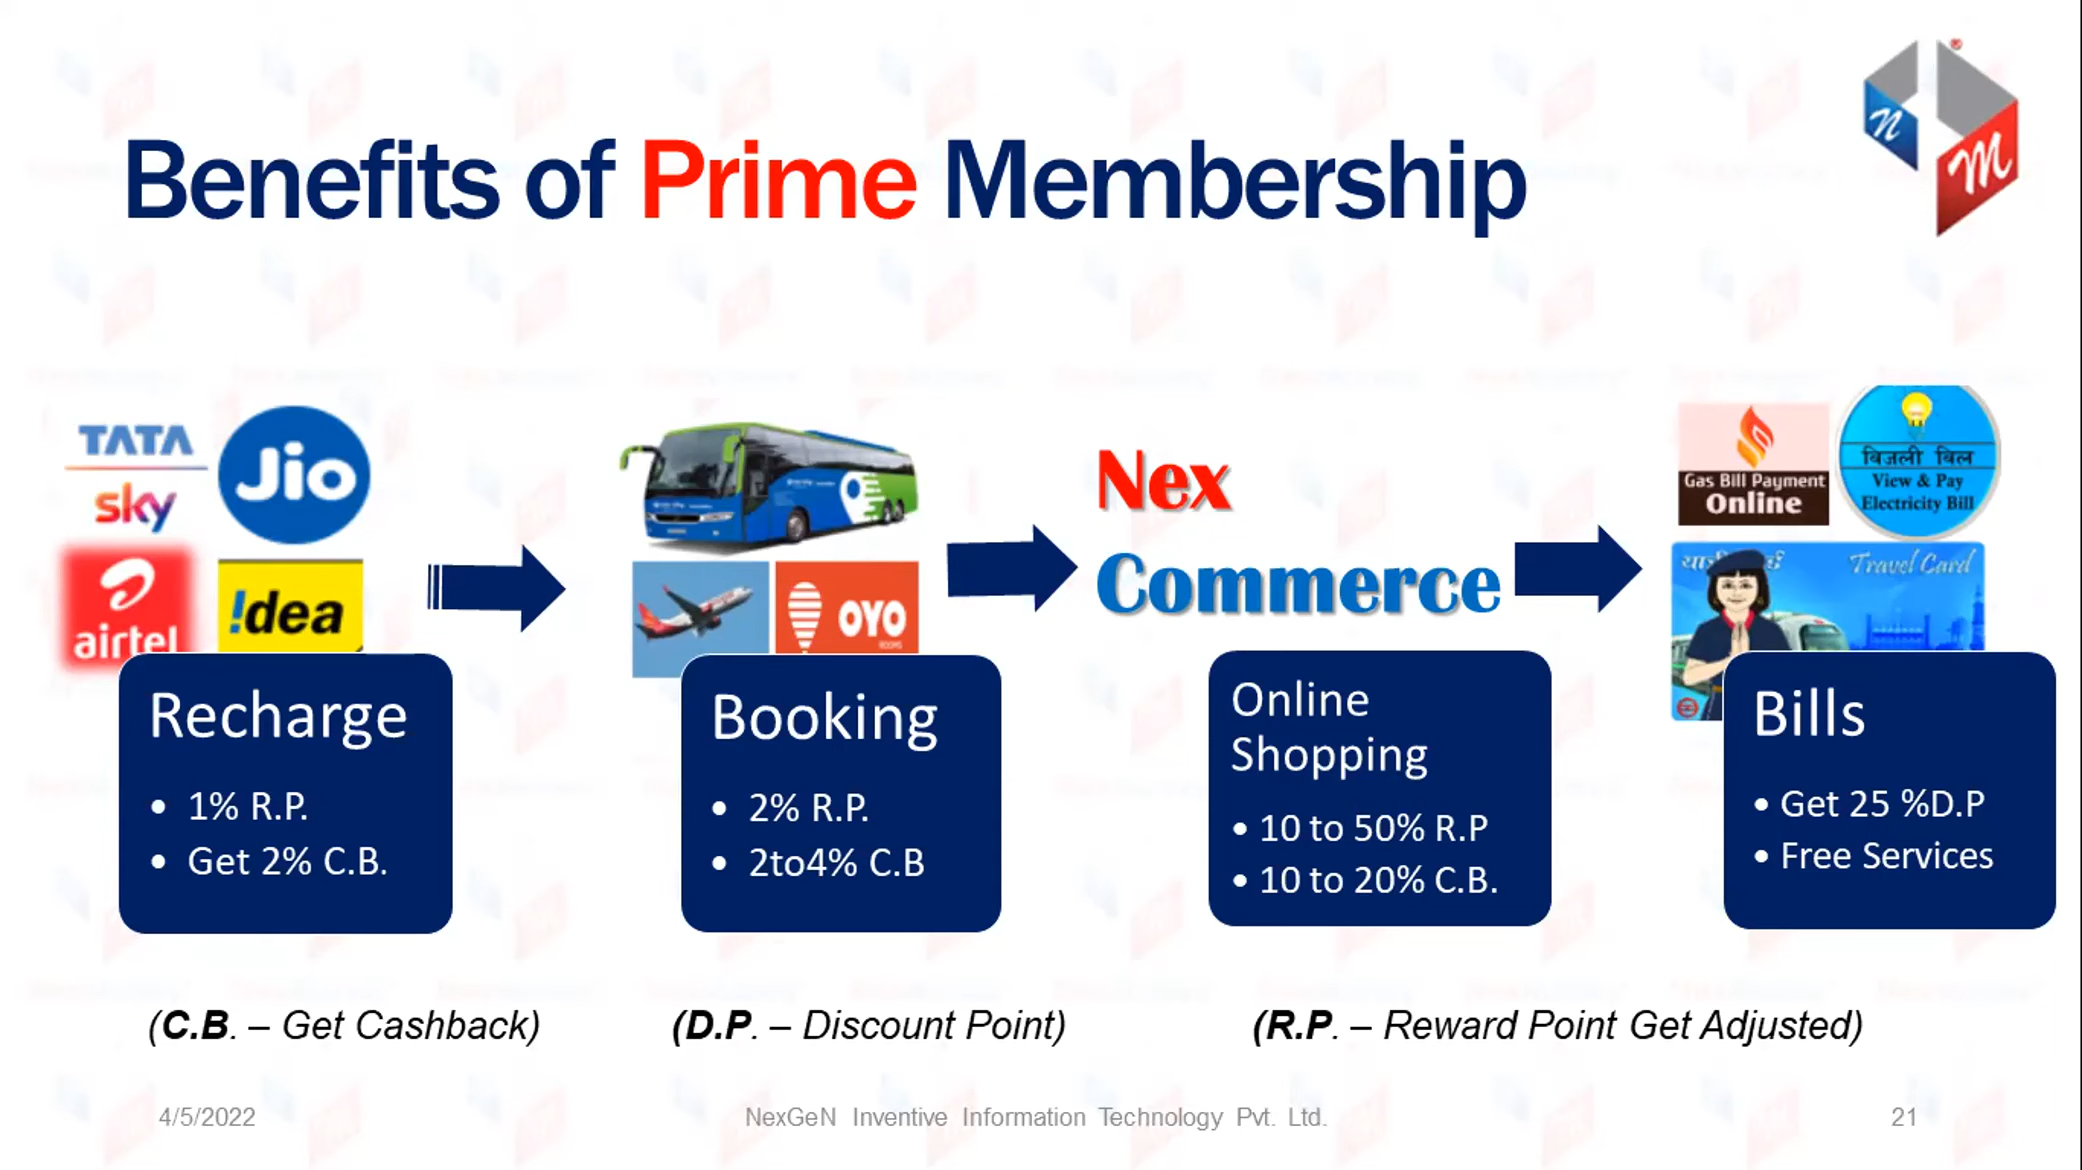 Benefits of Prime Membership
n
M
TATA
sky
Jio
airtel
!dea
Nex
Commerce
OYO
ROOMS
Gas Bill Payment
Online
बिजली बिल
View & Pay
Electricity Bill
Travel Card
Recharge
• 1% R.P.
• Get 2% C.B.
Booking
• 2% R.P.
• 2to4% C.B
Online
Shopping
• 10 to 50% R.P
• 10 to 20% C.B.
Bills
• Get 25 %D.P
• Free Services
(C.B. – Get Cashback)
(D.P. – Discount Point)
(R.P. – Reward Point Get Adjusted)
4/5/2022
NexGeN Inventive Information Technology Pvt. Ltd.
21